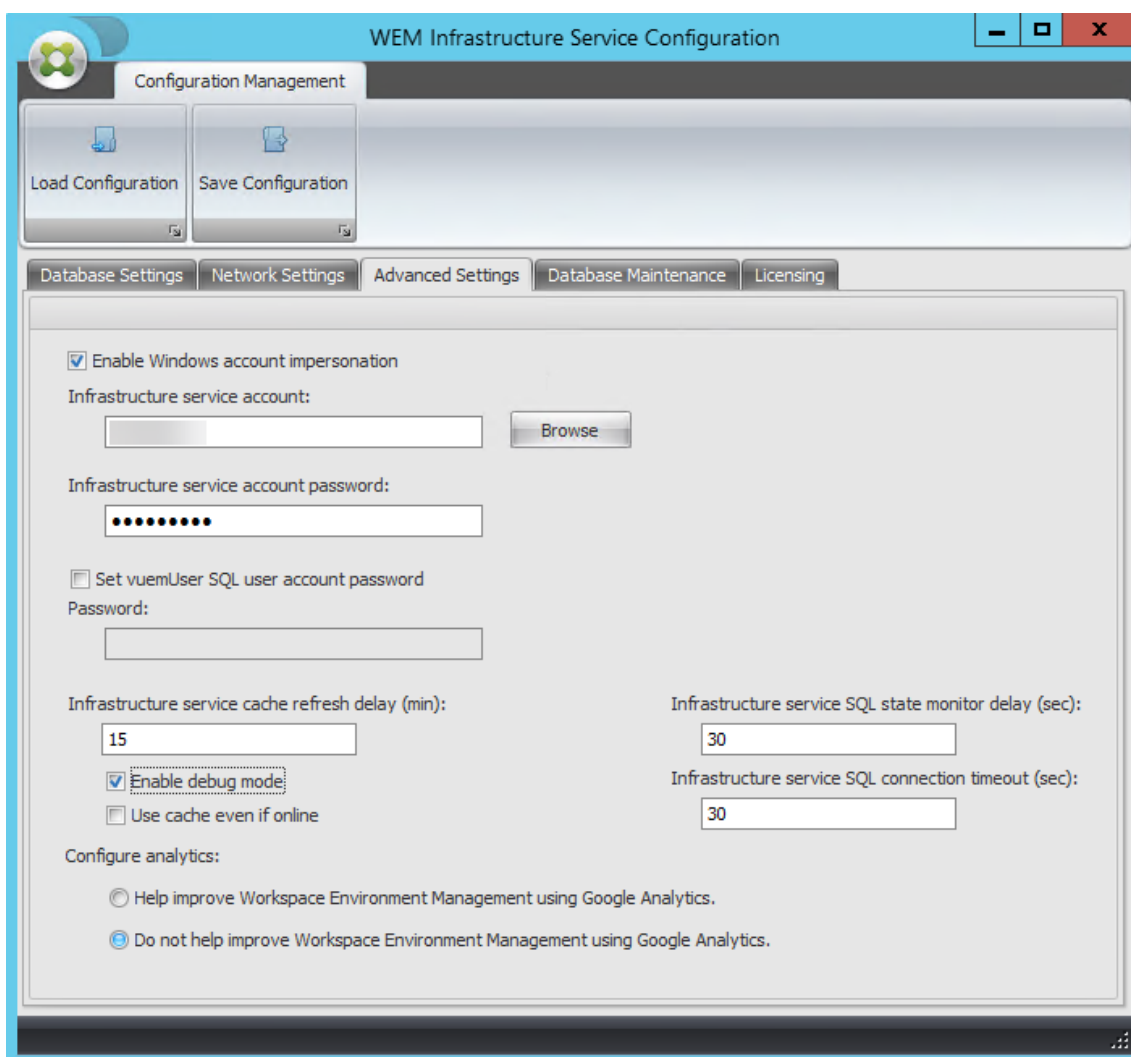 WEM Infrastructure Service Configuration
Configuration Management
Load Configuration
Save Configuration
Database Settings
Network Settings
Advanced Settings
Database Maintenance
Licensing
Enable Windows account impersonation
Infrastructure service account:
Browse
Infrastructure service account password:
•••••••••
Set vuemUser SQL user account password
Password:
Infrastructure service cache refresh delay (min):
15
Infrastructure service SQL state monitor delay (sec):
30
Enable debug mode
Infrastructure service SQL connection timeout (sec):
Use cache even if online
30
Configure analytics:
Help improve Workspace Environment Management using Google Analytics.
Do not help improve Workspace Environment Management using Google Analytics.